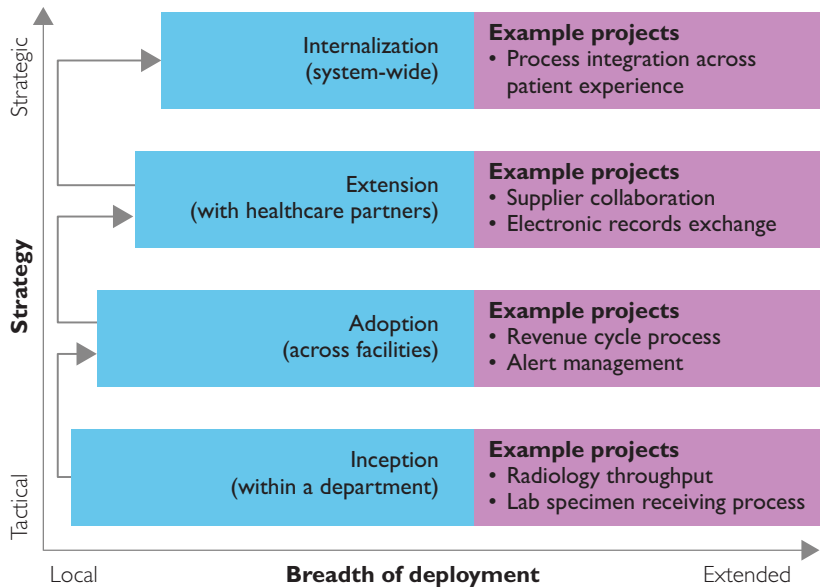 Strategic
Strategy
Tactical
Internalization
(system-wide)
Example projects
• Process integration across
patient experience
Extension
(with healthcare partners)
Example projects
• Supplier collaboration
• Electronic records exchange
Adoption
(across facilities)
Example projects
• Revenue cycle process
• Alert management
Inception
(within a department)
Example projects
• Radiology throughput
• Lab specimen receiving process
Local
Breadth of deployment
Extended